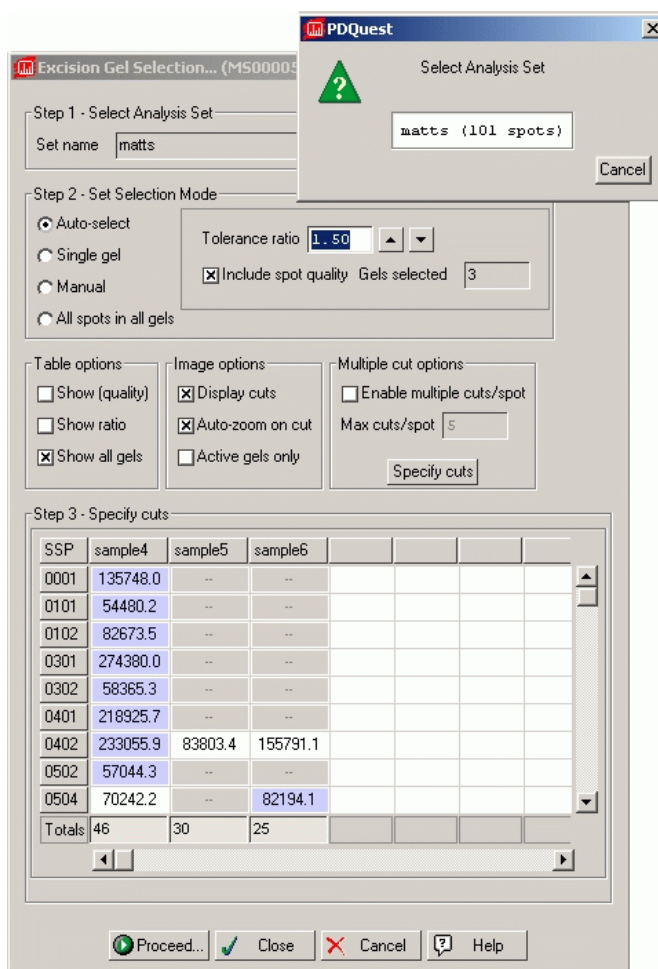 PDQuest
Select Analysis Set
matts (101 spots)
Cancel
Excision Gel Selection... (MS00005
Step 1 - Select Analysis Set
Set name matts
Step 2 - Set Selection Mode
Auto-select
Single gel
Manual
All spots in all gels
Tolerance ratio 1.50
Include spot quality Gels selected 3
Table options
Show (quality)
Show ratio
Show all gels
Image options
Display cuts
Auto-zoom on cut
Active gels only
Multiple cut options
Enable multiple cuts/spot
Max cuts/spot 5
Specify cuts
Step 3 - Specify cuts
SSP sample4 sample5 sample6
0001 135748.0 -- --
0101 54480.2 -- --
0102 82673.5 -- --
0301 274380.0 -- --
0302 58365.3 -- --
0401 218925.7 -- --
0402 233055.9 83803.4 155791.1
0502 57044.3 -- --
0504 70242.2 -- 82194.1
Totals 46 30 25
Proceed... Close Cancel Help